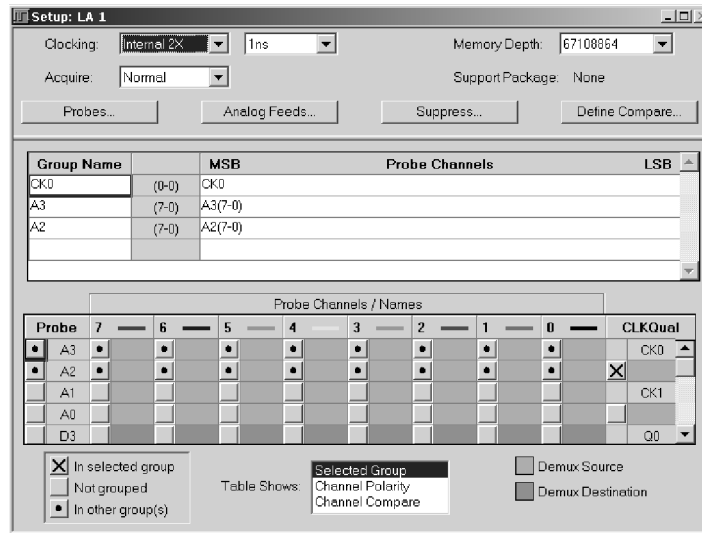 Setup: LA 1
Clocking: Internal 2X 1ns Memory Depth: 67108864
Acquire: Normal Support Package: None
Probes... Analog Feeds... Suppress... Define Compare...
Group Name MSB Probe Channels LSB
CK0 (0-0) CK0
A3 (7-0) A3(7-0)
A2 (7-0) A2(7-0)
Probe Channels / Names
Probe 7 6 5 4 3 2 1 0 CLKQual
A3 CK0
A2
A1 CK1
A0
D3 Q0
In selected group
Not grouped
In other group(s)
Table Shows:
Selected Group
Channel Polarity
Channel Compare
Demux Source
Demux Destination